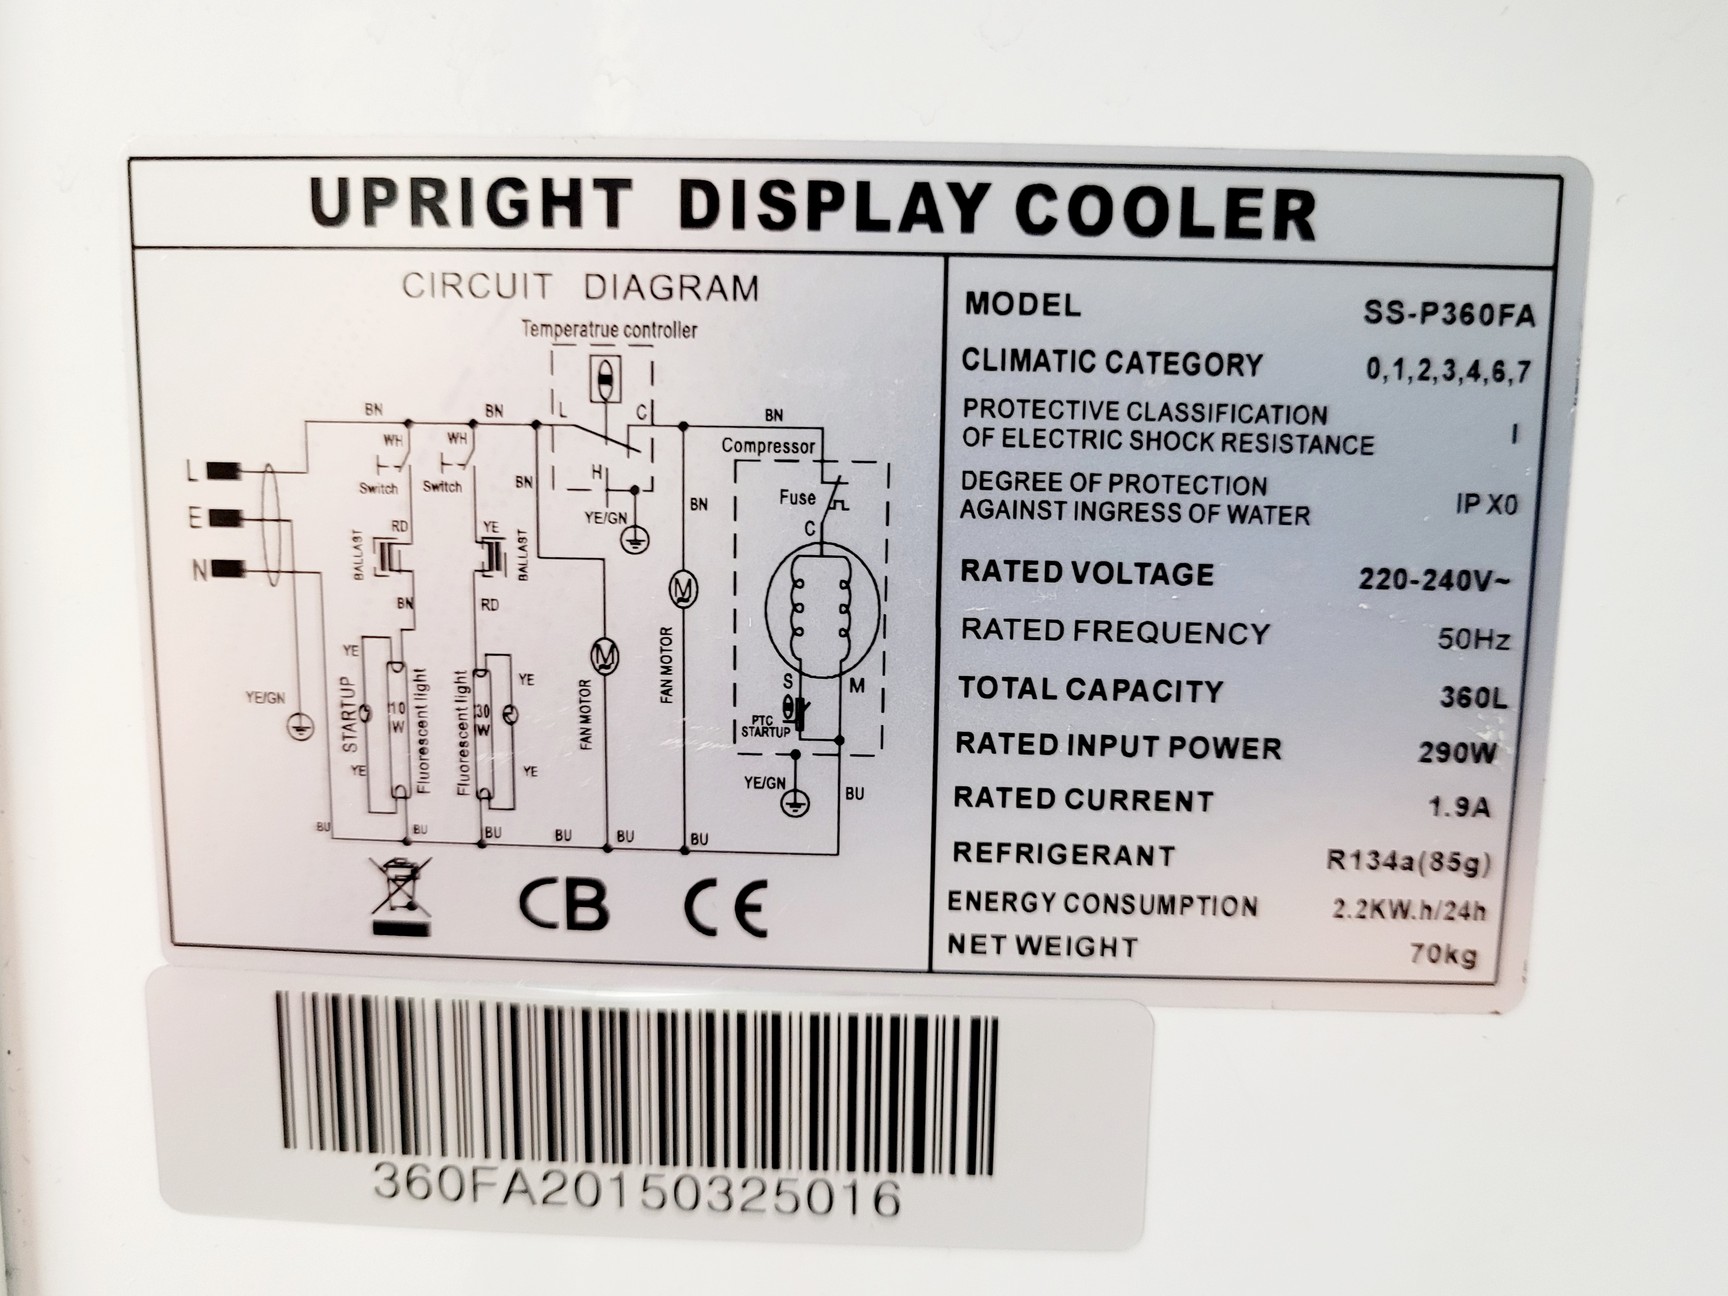 UPRIGHT DISPLAY COOLER
CIRCUIT DIAGRAM
Temperatrue controller
BN
BN
L
C
BN
WH
WH
Compressor
L
Switch
Switch
BN
H
BN
Fuse
E
RD
YE
YE/GN
C
BALLAST
BALLAST
N
BN
RD
M
YE
STARTUP
10
W
Fluorescent light
Fluorescent light
30
W
YE
M
FAN MOTOR
FAN MOTOR
S
M
YE/GN
PTC
STARTUP
YE
YE
YE/GN
BU
BU
BU
BU
BU
BU
BU
CB
CE
MODEL SS-P360FA
CLIMATIC CATEGORY 0,1,2,3,4,6,7
PROTECTIVE CLASSIFICATION
OF ELECTRIC SHOCK RESISTANCE I
DEGREE OF PROTECTION
AGAINST INGRESS OF WATER IP X0
RATED VOLTAGE 220-240V~
RATED FREQUENCY 50Hz
TOTAL CAPACITY 360L
RATED INPUT POWER 290W
RATED CURRENT 1.9A
REFRIGERANT R134a(85g)
ENERGY CONSUMPTION 2.2KW.h/24h
NET WEIGHT 70kg
360FA20150325016